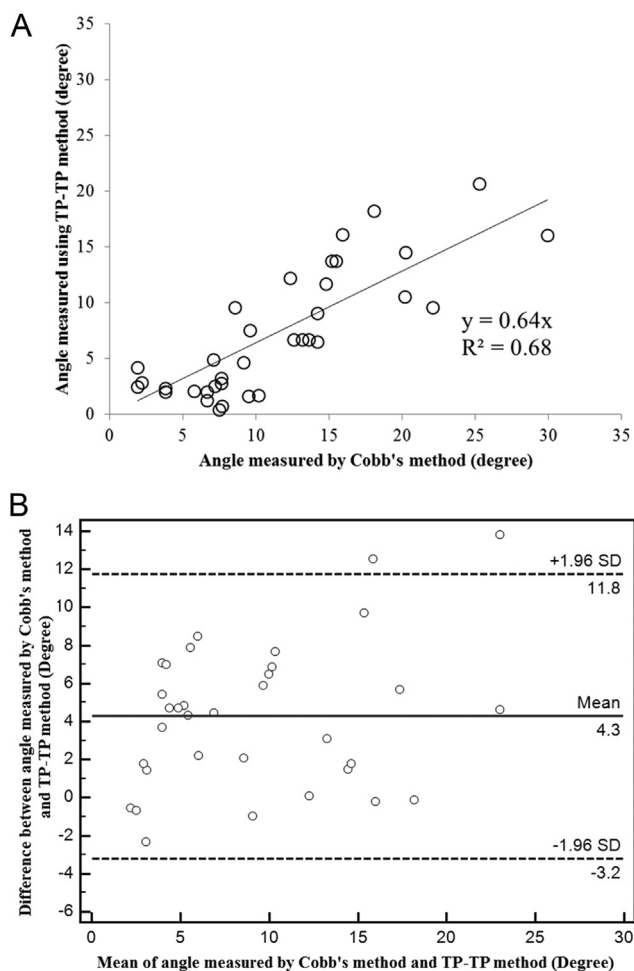 A
Angle measured using TP-TP method (degree)
35
30
25
20
15
10
5
0
y = 0.64x
R² = 0.68
0 5 10 15 20 25 30 35
Angle measured by Cobb's method (degree)
B
Difference between angle measured by Cobb's method
and TP-TP method (Degree)
14
12
10
8
6
4
2
0
-2
-4
-6
+1.96 SD
11.8
Mean
4.3
-1.96 SD
-3.2
0 5 10 15 20 25 30
Mean of angle measured by Cobb's method and TP-TP method (Degree)